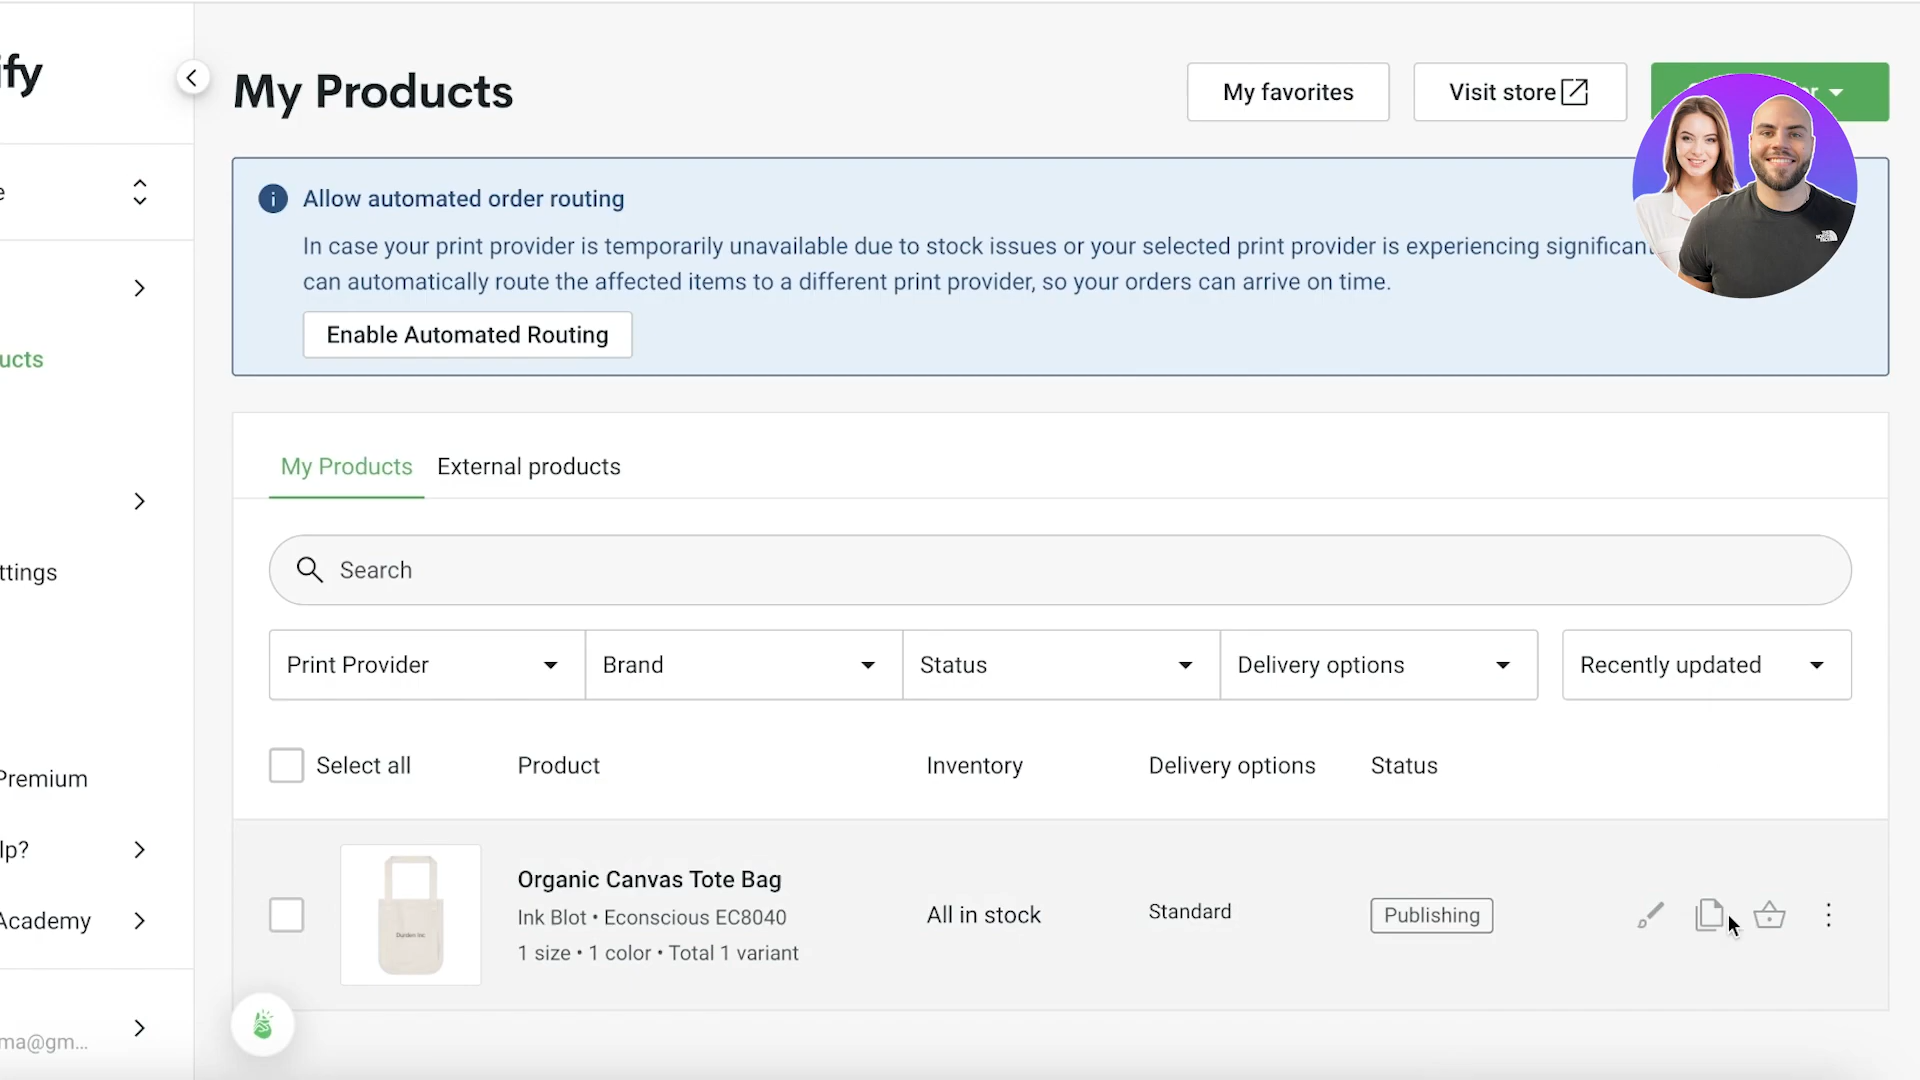 ify
My Products
My favorites
Visit store
Allow automated order routing
In case your print provider is temporarily unavailable due to stock issues or your selected print provider is experiencing significant
can automatically route the affected items to a different print provider, so your orders can arrive on time.
Enable Automated Routing
e
ucts
ttings
Premium
lp?
Academy
ma@gm...
My Products
External products
Search
Print Provider
Brand
Status
Delivery options
Recently updated
Select all
Product
Inventory
Delivery options
Status
Organic Canvas Tote Bag
Ink Blot • Econscious EC8040
1 size • 1 color • Total 1 variant
All in stock
Standard
Publishing